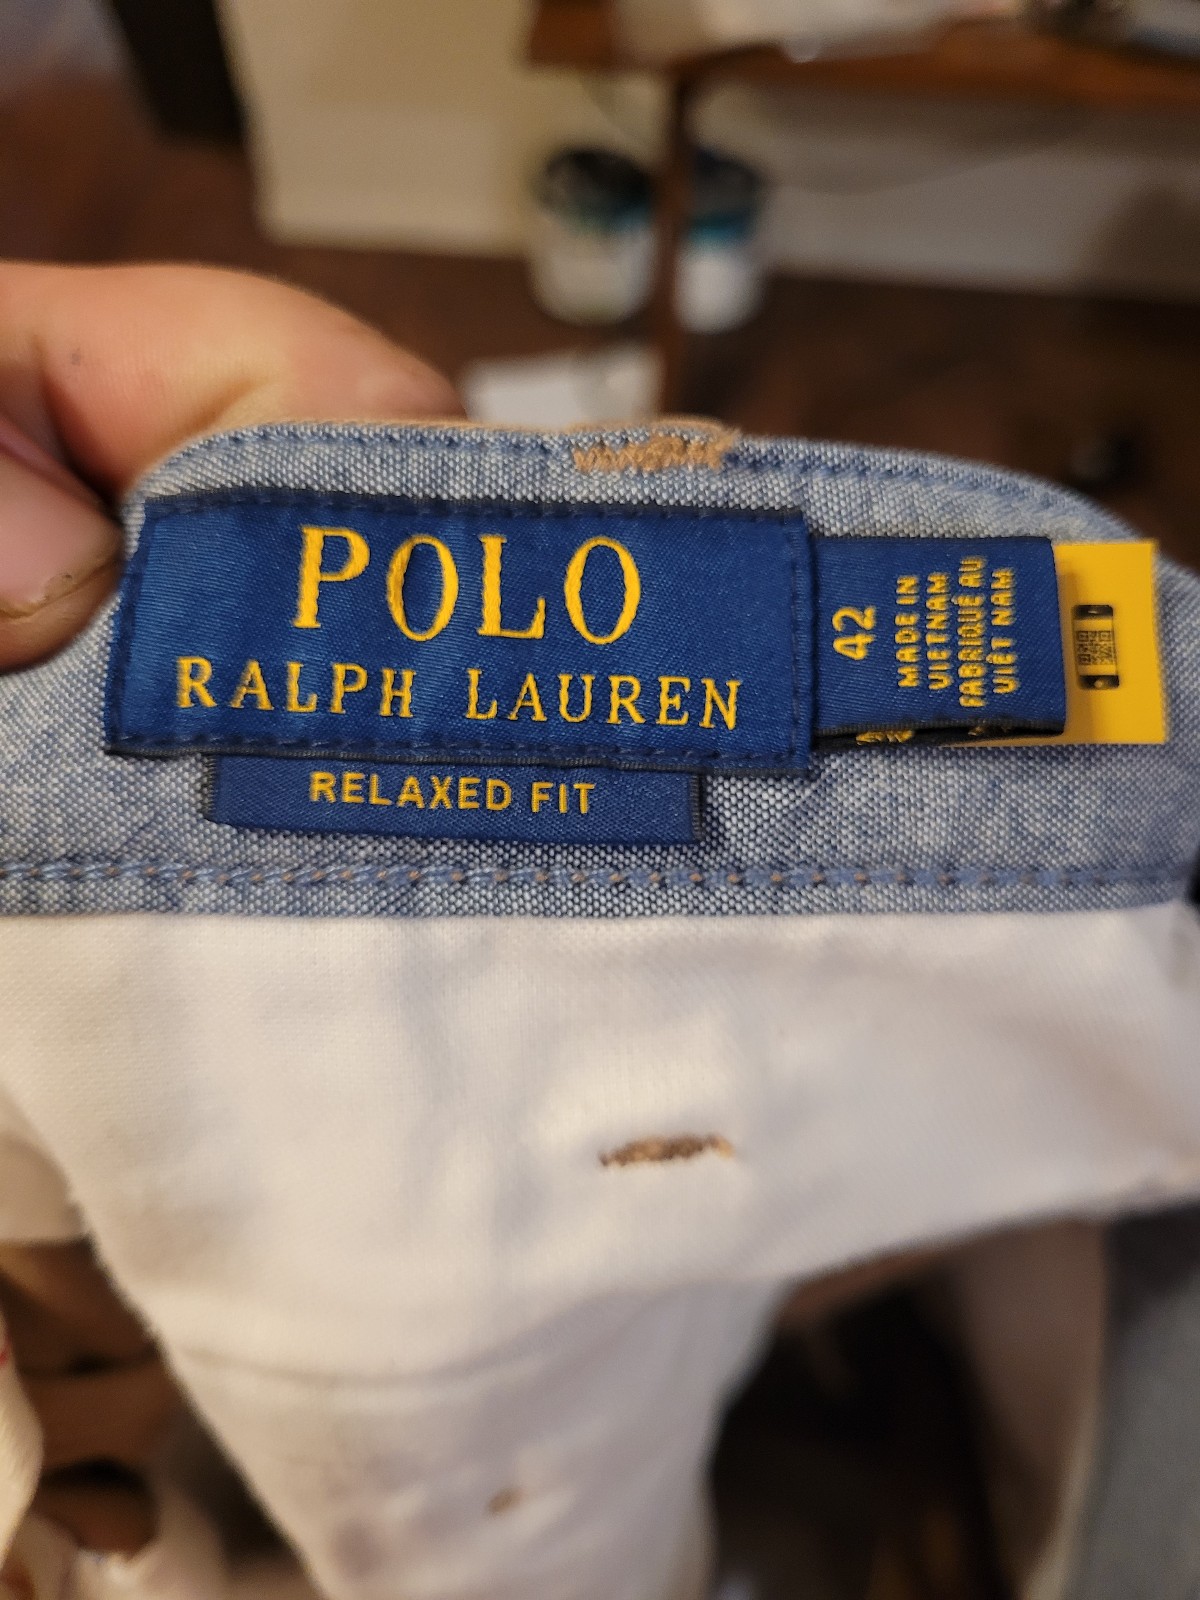 POLO
RALPH LAUREN
RELAXED FIT
42
MADE IN
VIETNAM
FABRIQUÉ AU
VIÊT NAM